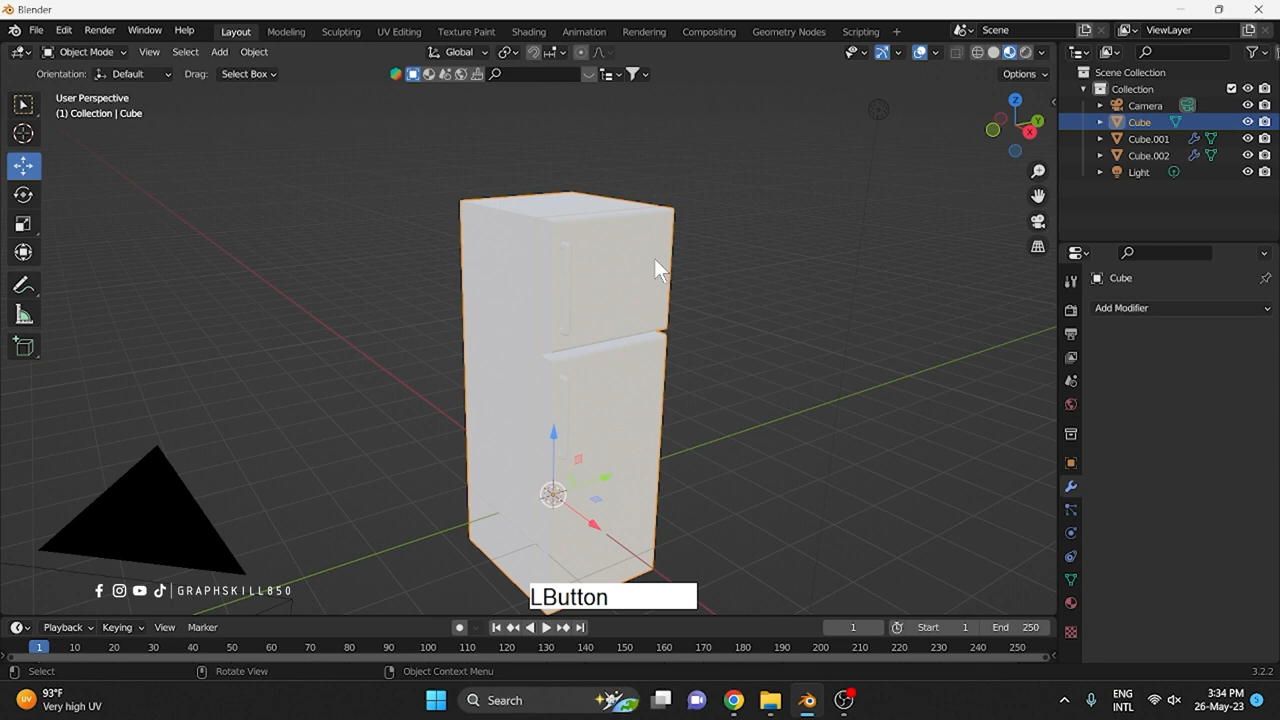 Blender
File Edit Render Window Help Layout Modeling Sculpting UV Editing Texture Paint Shading Animation Rendering Compositing Geometry Nodes Scripting + Scene ViewLayer
Object Mode View Select Add Object Global
Orientation: Default Drag: Select Box Options
User Perspective
(1) Collection | Cube
Z
Y
X
Scene Collection
Collection
Camera
Cube
Cube.001
Cube.002
Light
Cube
Add Modifier
GRAPHSKILL850
LButton
Playback Keying View Marker 1 Start 1 End 250
1 10 20 30 40 50 60 70 80 90 100 110 120 130 140 150 160 170 180 190 200 210 220 230 240 250
Select Rotate View Object Context Menu 3.2.2
93°F
Very high UV
Search
ENG
INTL
3:34 PM
26-May-23